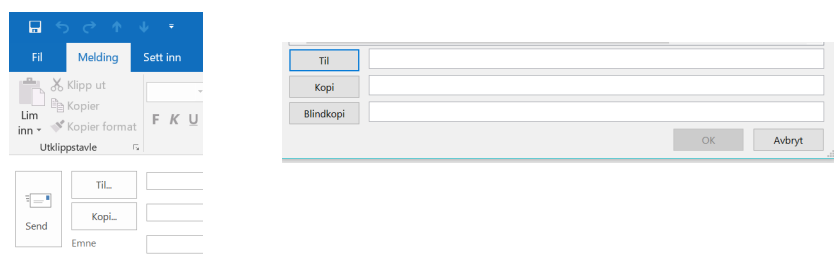 Fil Melding Sett inn
Klipp ut
Kopier
Lim inn
Kopier format
F K U
Utklippstavle
Til...
Kopi...
Send
Emne
Til
Kopi
Blindkopi
OK Avbryt